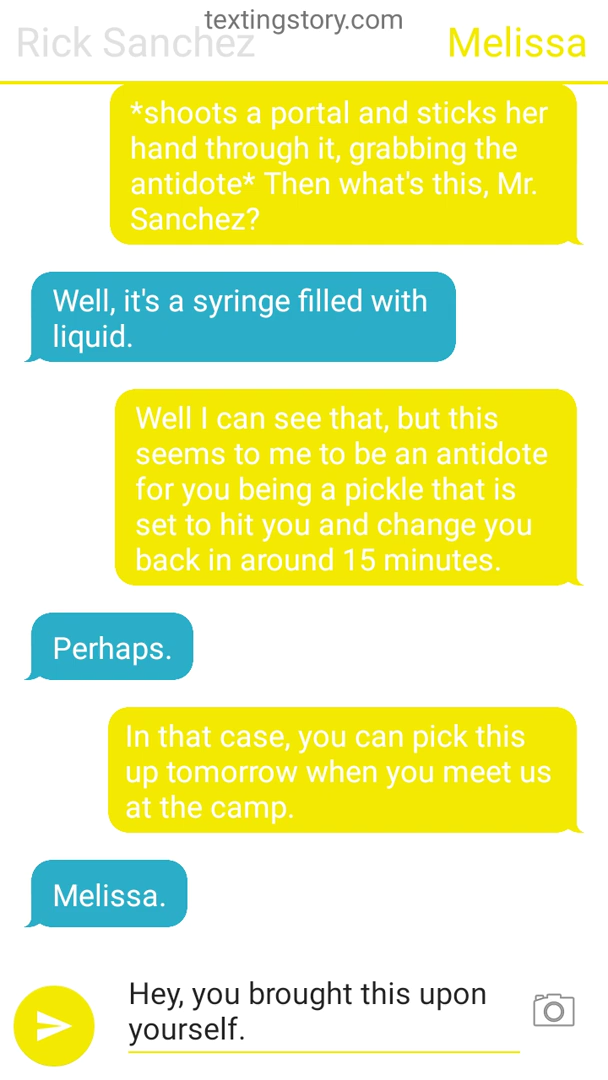 textingstory.com
Rick Sanchez
Melissa
*shoots a portal and sticks her
hand through it, grabbing the
antidote* Then what's this, Mr.
Sanchez?
Well, it's a syringe filled with
liquid.
Well I can see that, but this
seems to me to be an antidote
for you being a pickle that is
set to hit you and change you
back in around 15 minutes.
Perhaps.
In that case, you can pick this
up tomorrow when you meet us
at the camp.
Melissa.
Hey, you brought this upon
yourself.